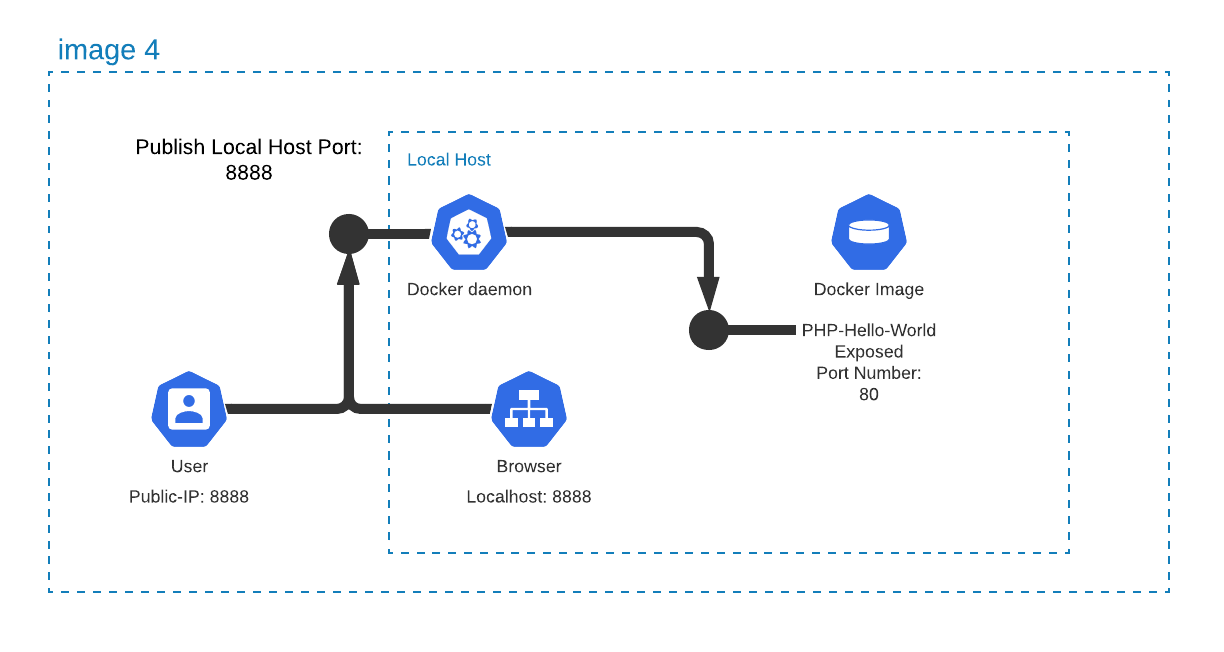 image 4
Publish Local Host Port:
8888
Local Host
Docker daemon
Docker Image
PHP-Hello-World
Exposed
Port Number:
80
User
Public-IP: 8888
Browser
Localhost: 8888